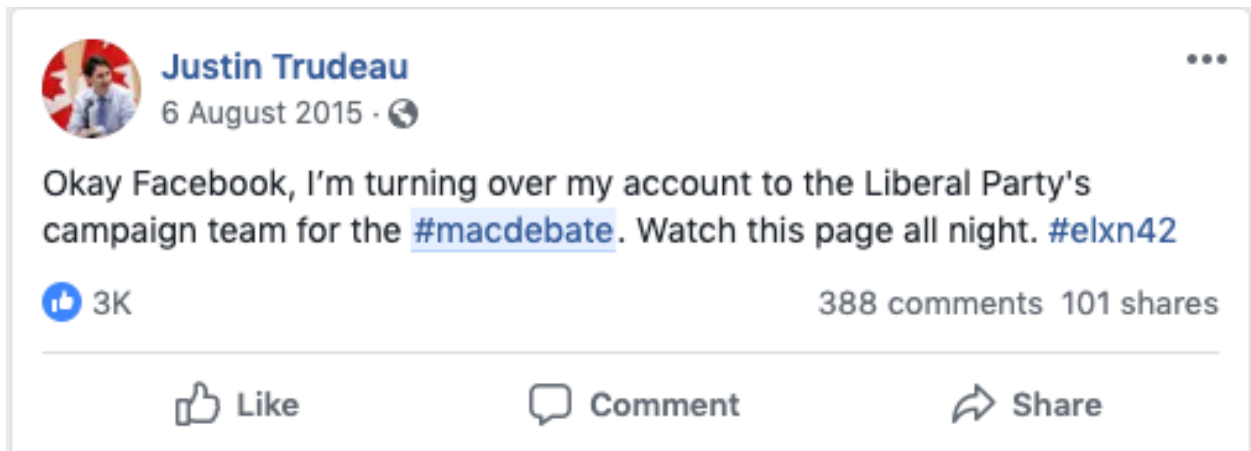 Justin Trudeau
6 August 2015 ·
Okay Facebook, I’m turning over my account to the Liberal Party's
campaign team for the #macdebate. Watch this page all night. #elxn42
3K
388 comments 101 shares
Like
Comment
Share